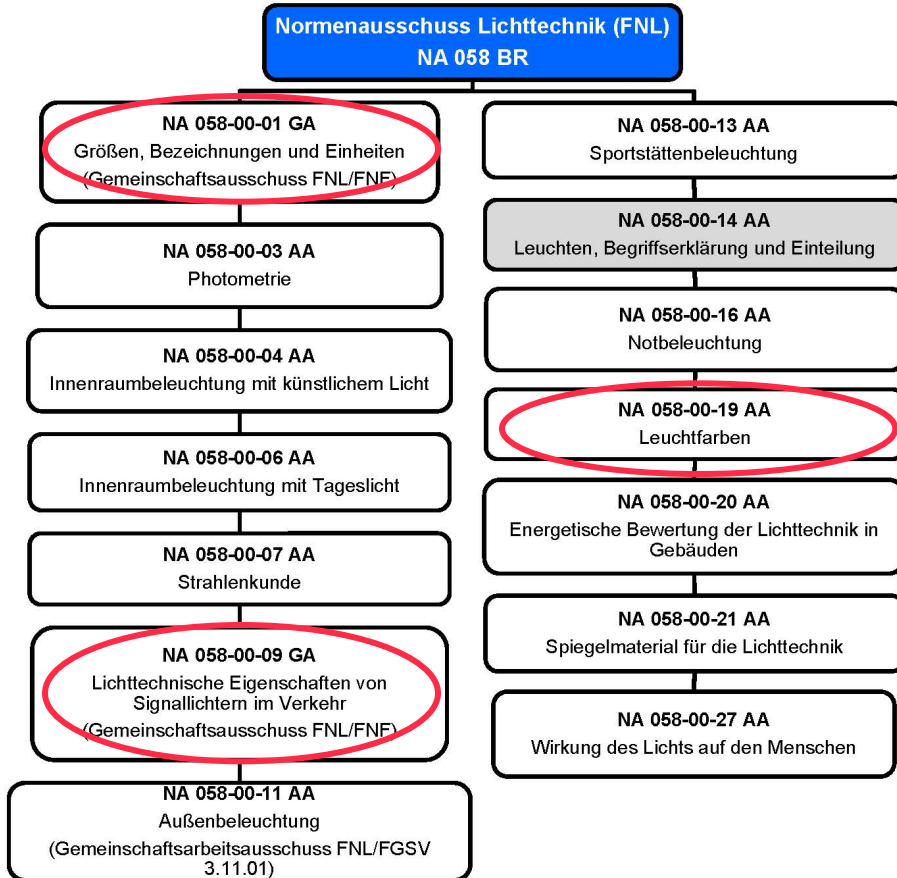 Normenausschuss Lichttechnik (FNL)
NA 058 BR
NA 058-00-01 GA
Größen, Bezeichnungen und Einheiten
(Gemeinschaftsausschuss FNL/FNF)
NA 058-00-03 AA
Photometrie
NA 058-00-04 AA
Innenraumbeleuchtung mit künstlichem Licht
NA 058-00-06 AA
Innenraumbeleuchtung mit Tageslicht
NA 058-00-07 AA
Strahlenkunde
NA 058-00-09 GA
Lichttechnische Eigenschaften von
Signallichtern im Verkehr
(Gemeinschaftsausschuss FNL/FNF)
NA 058-00-11 AA
Außenbeleuchtung
(Gemeinschaftsarbeitsausschuss FNL/FGSV
3.11.01)
NA 058-00-13 AA
Sportstättenbeleuchtung
NA 058-00-14 AA
Leuchten, Begriffserklärung und Einteilung
NA 058-00-16 AA
Notbeleuchtung
NA 058-00-19 AA
Leuchtfarben
NA 058-00-20 AA
Energetische Bewertung der Lichttechnik in
Gebäuden
NA 058-00-21 AA
Spiegelmaterial für die Lichttechnik
NA 058-00-27 AA
Wirkung des Lichts auf den Menschen